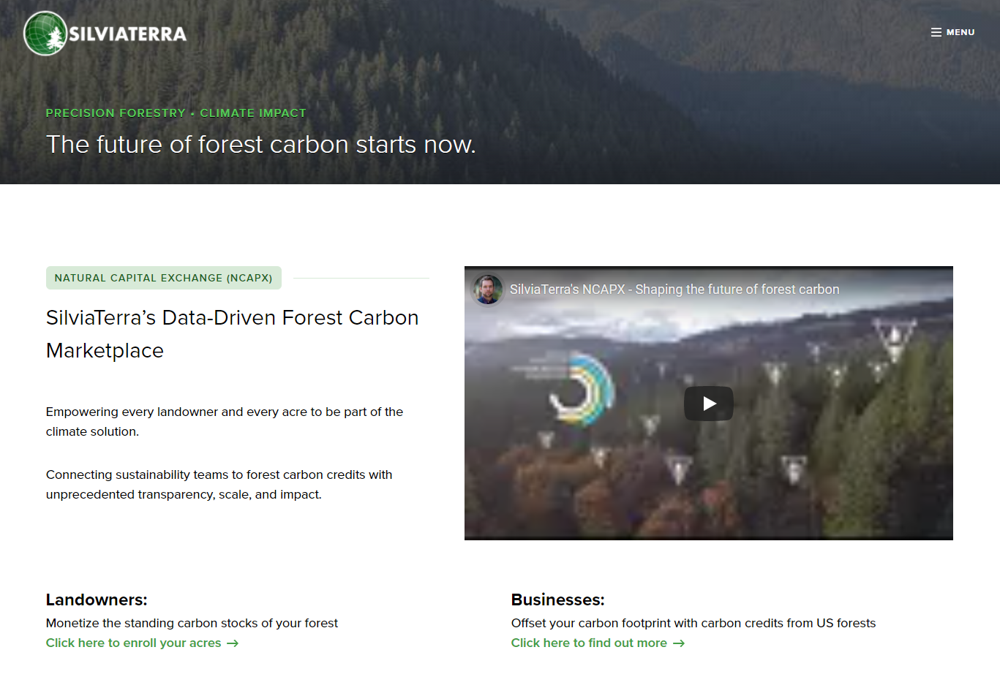 SILVIATERRA
MENU
PRECISION FORESTRY • CLIMATE IMPACT
The future of forest carbon starts now.
NATURAL CAPITAL EXCHANGE (NCAPX)
SilviaTerra’s Data-Driven Forest Carbon
Marketplace
Empowering every landowner and every acre to be part of the
climate solution.
Connecting sustainability teams to forest carbon credits with
unprecedented transparency, scale, and impact.
SilviaTerra's NCAPX - Shaping the future of forest carbon
Landowners:
Monetize the standing carbon stocks of your forest
Click here to enroll your acres →
Businesses:
Offset your carbon footprint with carbon credits from US forests
Click here to find out more →